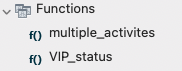 Functions
f() multiple_activites
f() VIP_status